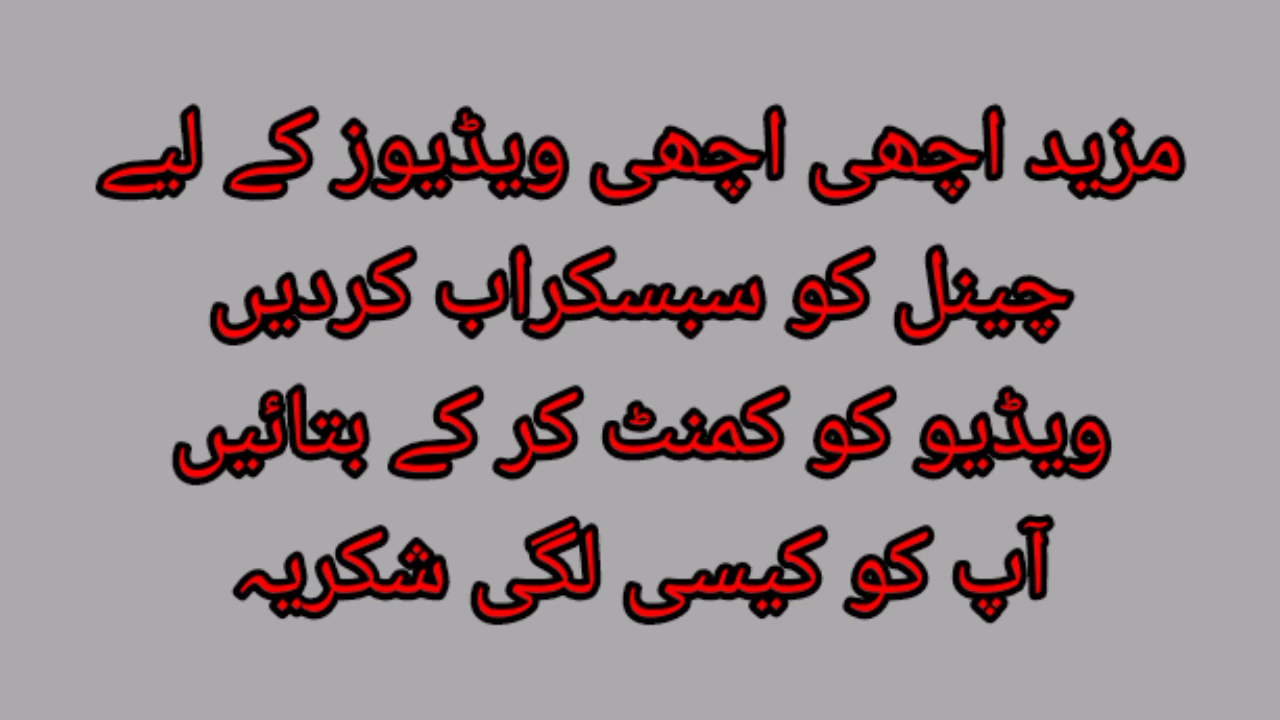 مزید اچھی اچھی ویڈیوز کے لیے
چینل کو سبسکراب کردیں
ویڈیو کو کمنٹ کر کے بتائیں
آپ کو کیسی لگی شکریہ